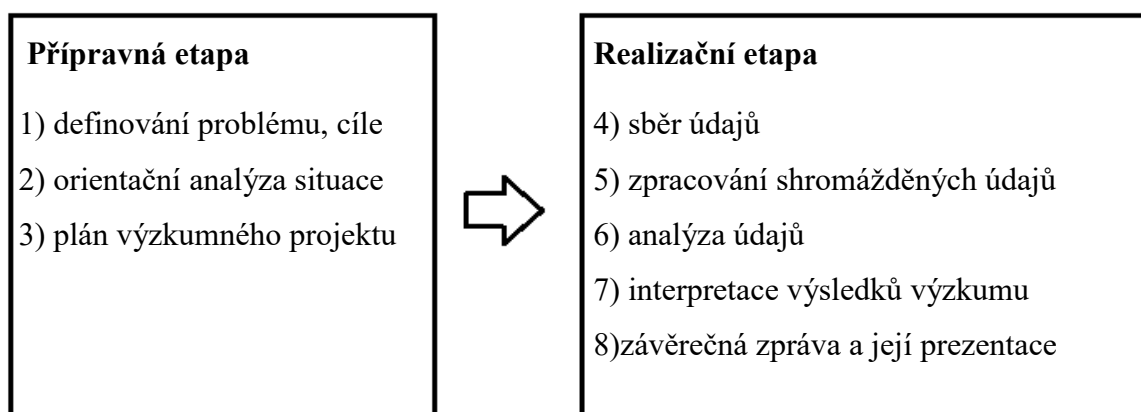 Přípravná etapa
1) definování problému, cíle
2) orientační analýza situace
3) plán výzkumného projektu
Realizační etapa
4) sběr údajů
5) zpracování shromážděných údajů
6) analýza údajů
7) interpretace výsledků výzkumu
8)závěrečná zpráva a její prezentace